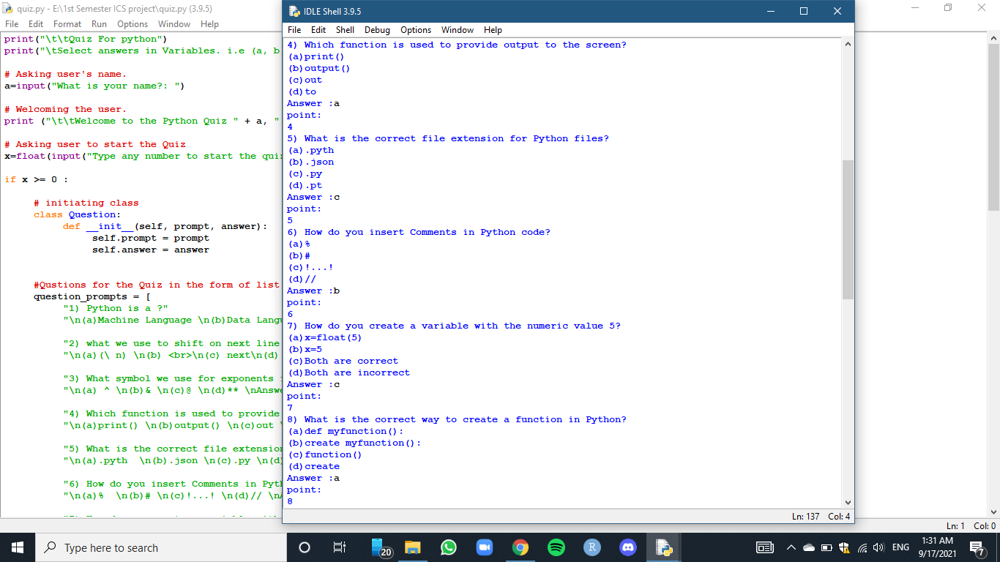 quiz.py - E:\1st Semester ICS project\quiz.py (3.9.5)
File Edit Format Run Options Window Help
print("\t\tQuiz For python")
print("\tSelect answers in Variables. i.e (a, b
# Asking user's name.
a=input("What is your name?: ")
# Welcoming the user.
print ("\t\tWelcome to the Python Quiz " + a, "
# Asking user to start the Quiz
x=float(input("Type any number to start the quiz
if x >= 0 :
# initiating class
class Question:
def __init__(self, prompt, answer):
self.prompt = prompt
self.answer = answer
#Qustions for the Quiz in the form of list
question_prompts = [
"1) Python is a ?"
"\n(a)Machine Language \n(b)Data Langu
"2) what we use to shift on next line
"\n(a)(\ n) \n(b) <br>\n(c) next\n(d)
"3) What symbol we use for exponents
"\n(a) ^ \n(b)& \n(c)@ \n(d)** \nAnswe
"4) Which function is used to provide
"\n(a)print() \n(b)output() \n(c)out \
"5) What is the correct file extension
"\n(a).pyth \n(b).json \n(c).py \n(d)
"6) How do you insert Comments in Pyth
"\n(a)% \n(b)# \n(c)!...! \n(d)// \nA
IDLE Shell 3.9.5
File Edit Shell Debug Options Window Help
4) Which function is used to provide output to the screen?
(a)print()
(b)output()
(c)out
(d)to
Answer :a
point:
4
5) What is the correct file extension for Python files?
(a).pyth
(b).json
(c).py
(d).pt
Answer :c
point:
5
6) How do you insert Comments in Python code?
(a)%
(b)#
(c)!...!
(d)//
Answer :b
point:
6
7) How do you create a variable with the numeric value 5?
(a)x=float(5)
(b)x=5
(c)Both are correct
(d)Both are incorrect
Answer :c
point:
7
8) What is the correct way to create a function in Python?
(a)def myfunction():
(b)create myfunction():
(c)function()
(d)create
Answer :a
point:
8
Ln: 137 Col: 4
Ln: 1 Col: 0
Type here to search
20
R
ENG
1:31 AM
9/17/2021
7